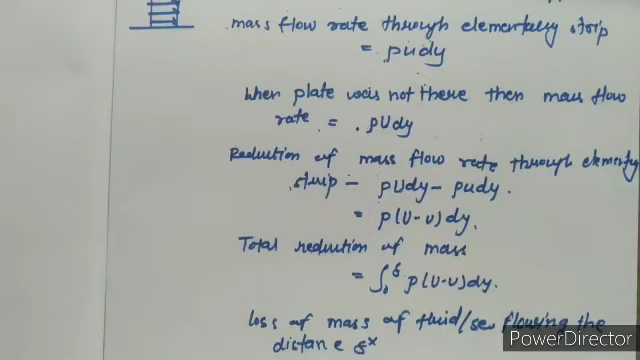 mass flow rate through elementary strip
= ρudy
When plate was not there then mass flow
rate = . ρUdy
Reduction of mass flow rate through elementy
strip - ρUdy - ρudy.
= ρ(U-u)dy,
Total reduction of mass
= ∫₀^δ ρ(U-u)dy.
loss of mass of fluid/sec flowing the
distance δ*
PowerDirector